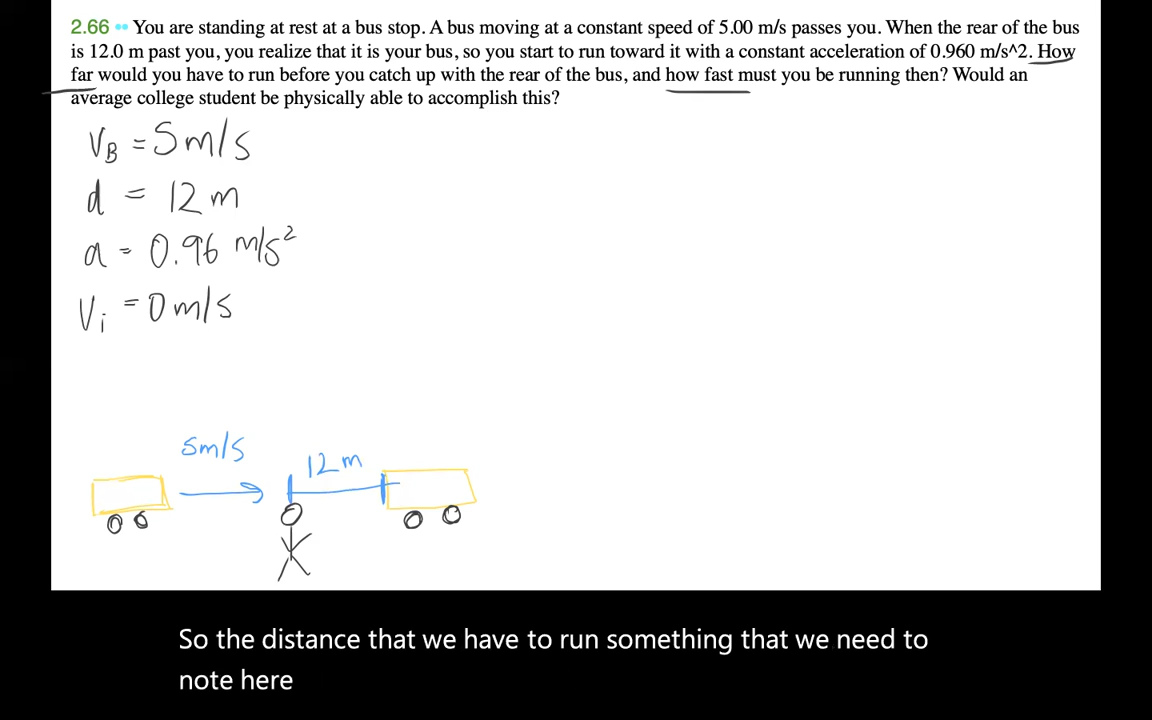 2.66 •• You are standing at rest at a bus stop. A bus moving at a constant speed of 5.00 m/s passes you. When the rear of the bus
is 12.0 m past you, you realize that it is your bus, so you start to run toward it with a constant acceleration of 0.960 m/s^2. How
far would you have to run before you catch up with the rear of the bus, and how fast must you be running then? Would an
average college student be physically able to accomplish this?
V_B = 5m/s
d = 12 m
a = 0.96 m/s²
V_i = 0 m/s
5m/s
12m
So the distance that we have to run something that we need to
note here